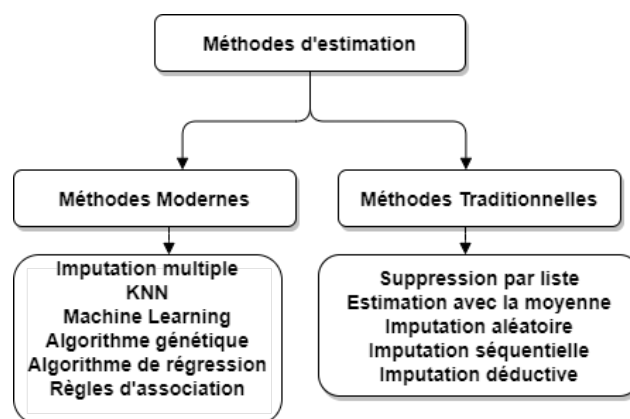 Méthodes d'estimation
Méthodes Modernes
Méthodes Traditionnelles
Imputation multiple
KNN
Machine Learning
Algorithme génétique
Algorithme de régression
Règles d'association
Suppression par liste
Estimation avec la moyenne
Imputation aléatoire
Imputation séquentielle
Imputation déductive